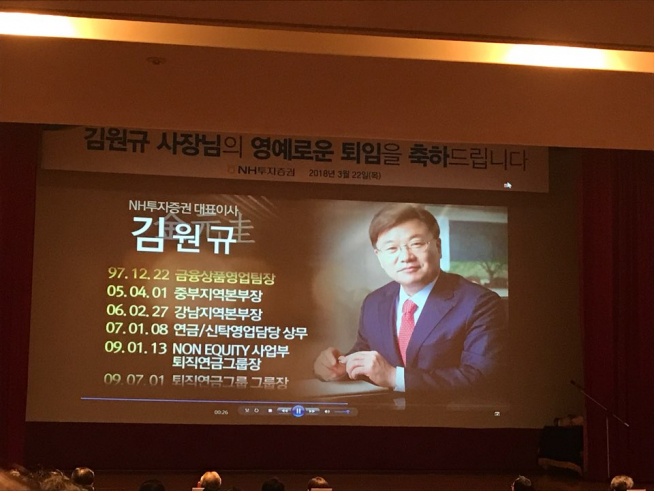 김원규 사장님의 영예로운 퇴임을 축하드립니다
NH투자증권 2018년 3월 22일(목)
NH투자증권 대표이사
김원규
金元圭
97. 12. 22 금융상품영업팀장
05. 04. 01 중부지역본부장
06. 02. 27 강남지역본부장
07. 01. 08 연금/신탁영업담당 상무
09. 01. 13 NON EQUITY 사업부
퇴직연금그룹장
09. 07. 01 퇴직연금그룹 그룹장
00:26